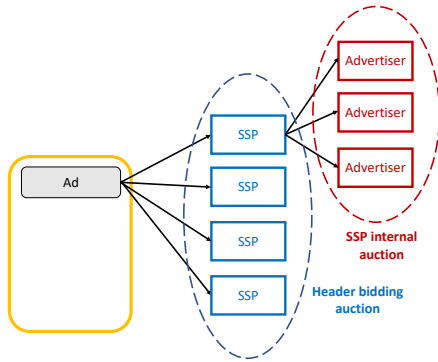 Advertiser
Advertiser
Advertiser
SSP internal
auction
SSP
SSP
SSP
SSP
Header bidding
auction
Ad